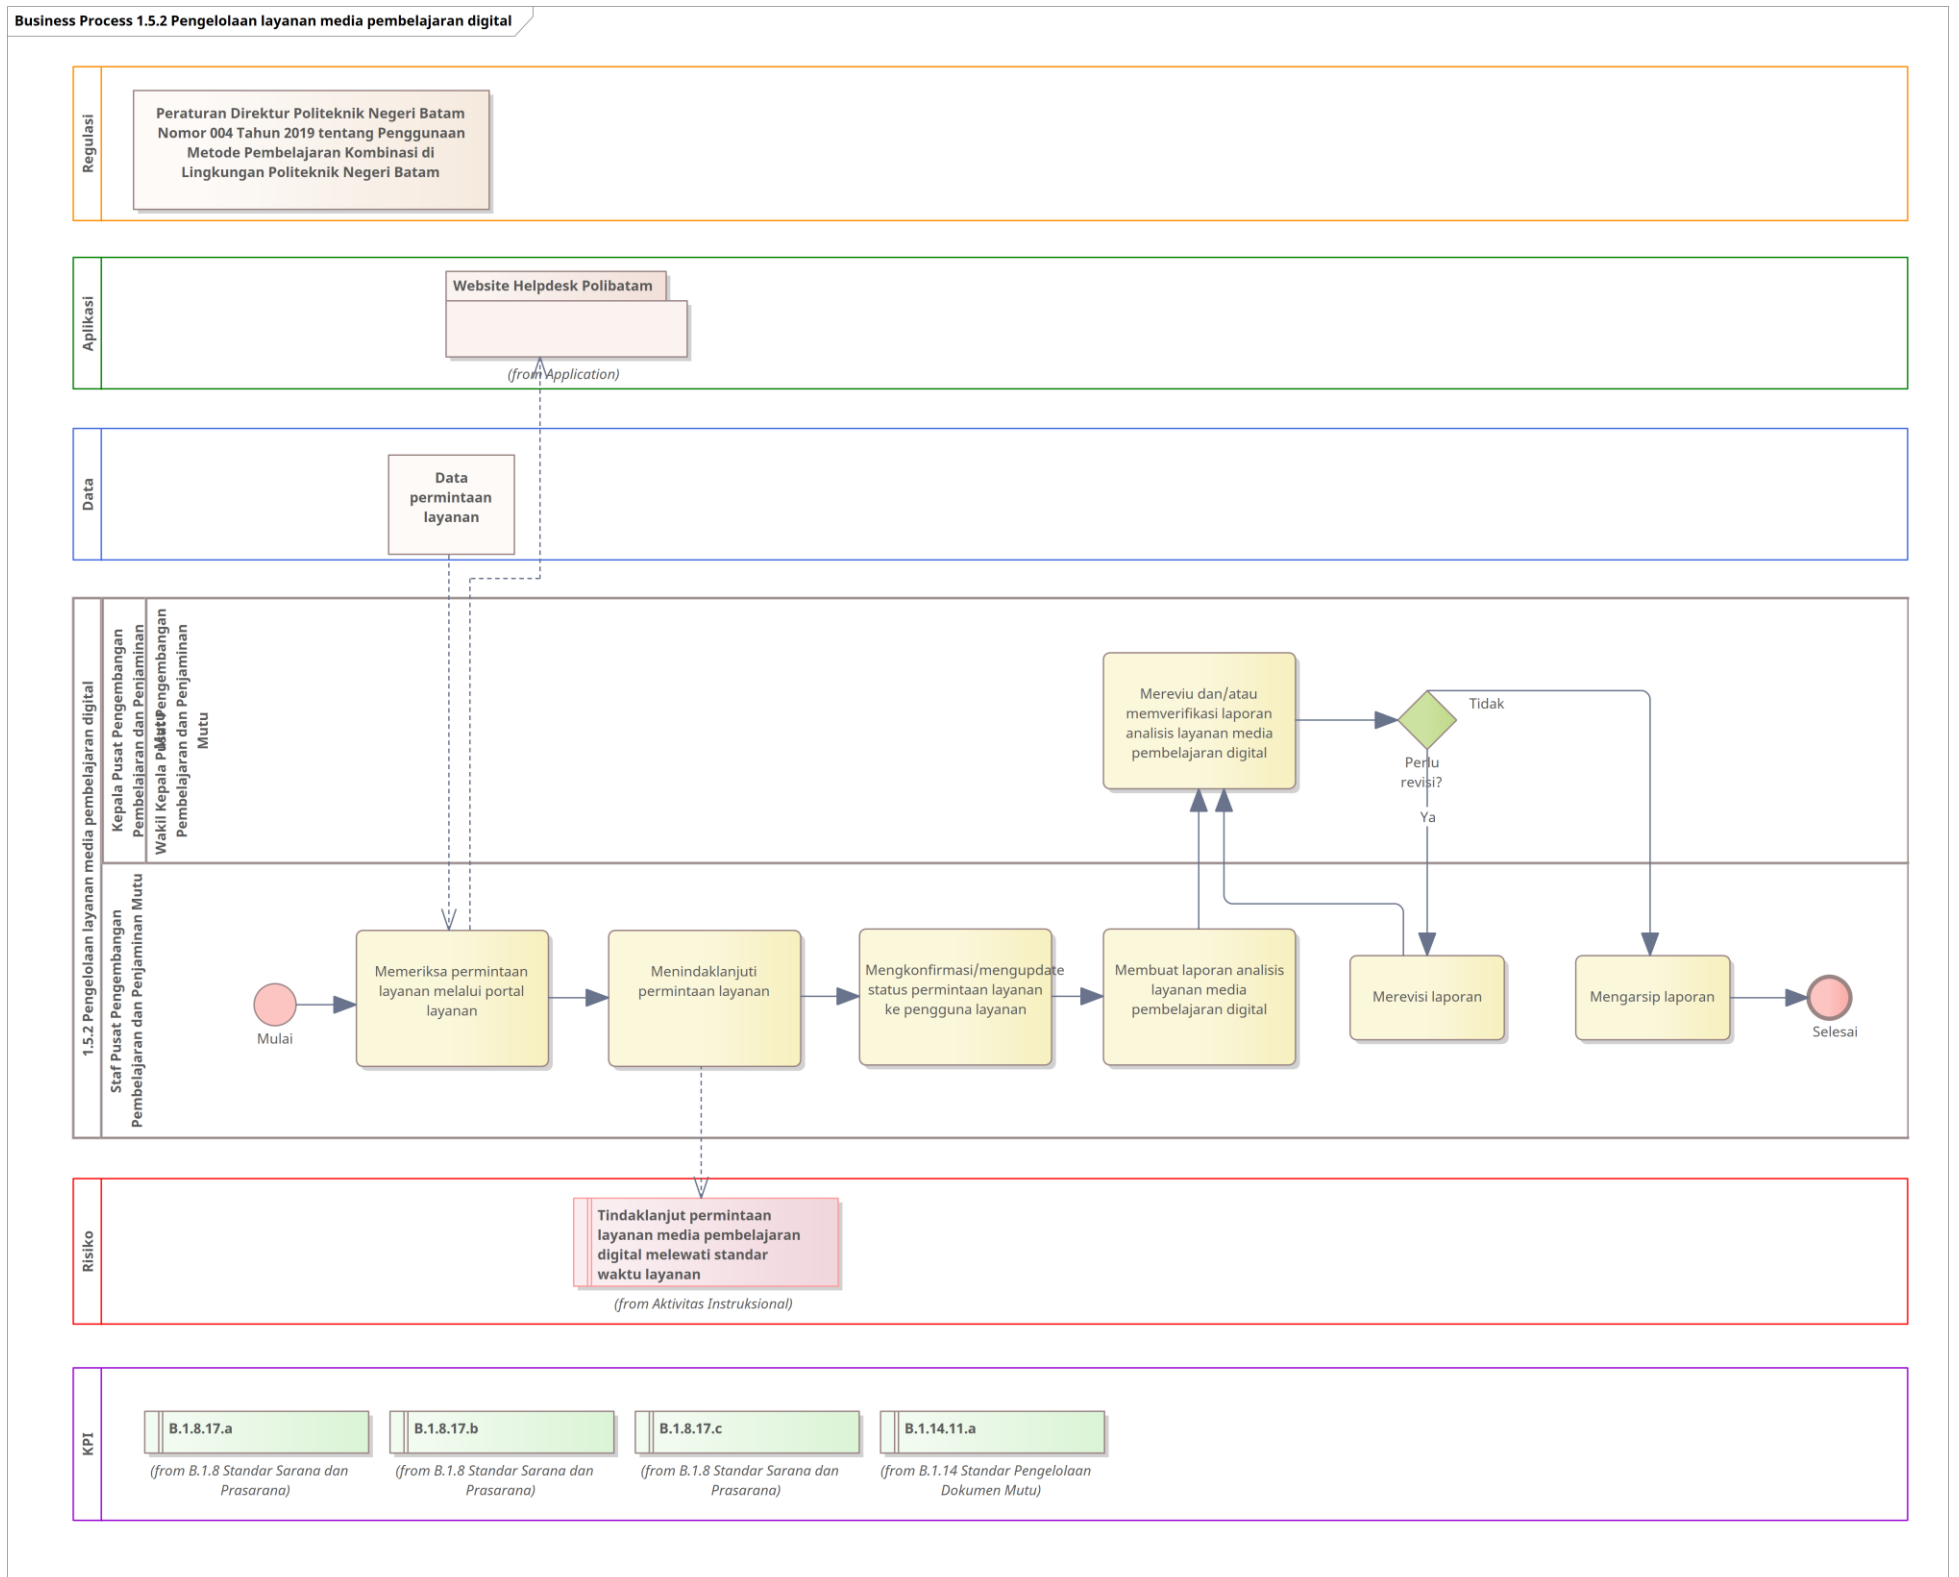 Business Process 1.5.2 Pengelolaan layanan media pembelajaran digital
Regulasi
Peraturan Direktur Politeknik Negeri Batam
Nomor 004 Tahun 2019 tentang Penggunaan
Metode Pembelajaran Kombinasi di
Lingkungan Politeknik Negeri Batam
Aplikasi
Website Helpdesk Polibatam
(from Application)
Data
Data
permintaan
layanan
1.5.2 Pengelolaan layanan media pembelajaran digital
Kepala Pusat Pengembangan
Pembelajaran dan Penjaminan
Mutu
Wakil Kepala Pusat Pengembangan
Pembelajaran dan Penjaminan
Mutu
Mereviu dan/atau
memverifikasi laporan
analisis layanan media
pembelajaran digital
Tidak
Perlu
revisi?
Ya
Staf Pusat Pengembangan
Pembelajaran dan Penjaminan Mutu
Mulai
Memeriksa permintaan
layanan melalui portal
layanan
Menindaklanjuti
permintaan layanan
Mengkonfirmasi/mengupdate
status permintaan layanan
ke pengguna layanan
Membuat laporan analisis
layanan media
pembelajaran digital
Merevisi laporan
Mengarsip laporan
Selesai
Risiko
Tindaklanjut permintaan
layanan media pembelajaran
digital melewati standar
waktu layanan
(from Aktivitas Instruksional)
KPI
B.1.8.17.a
(from B.1.8 Standar Sarana dan
Prasarana)
B.1.8.17.b
(from B.1.8 Standar Sarana dan
Prasarana)
B.1.8.17.c
(from B.1.8 Standar Sarana dan
Prasarana)
B.1.14.11.a
(from B.1.14 Standar Pengelolaan
Dokumen Mutu)